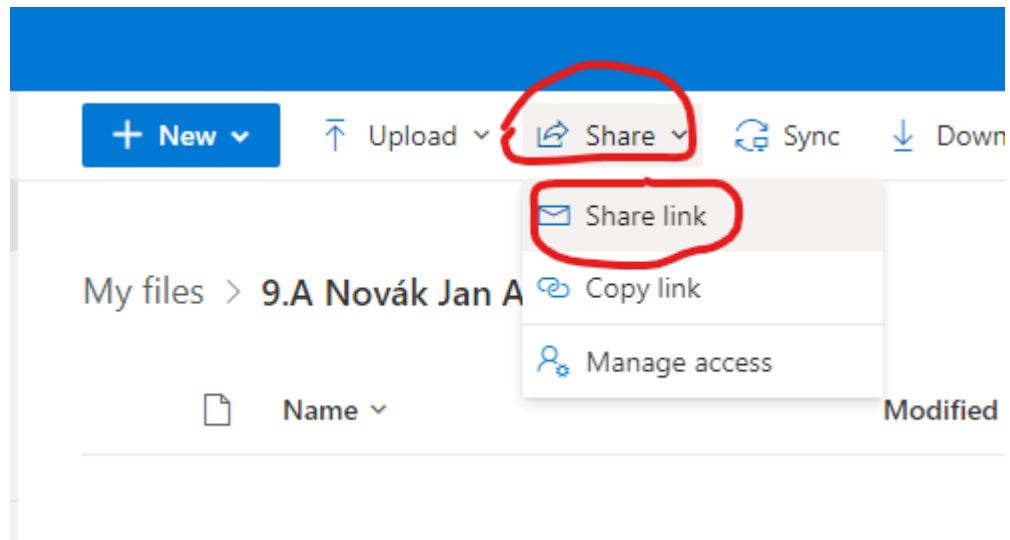 New Upload Share Sync Down
Share link
My files > 9.A Novák Jan A
Copy link
Manage access
Name Modified